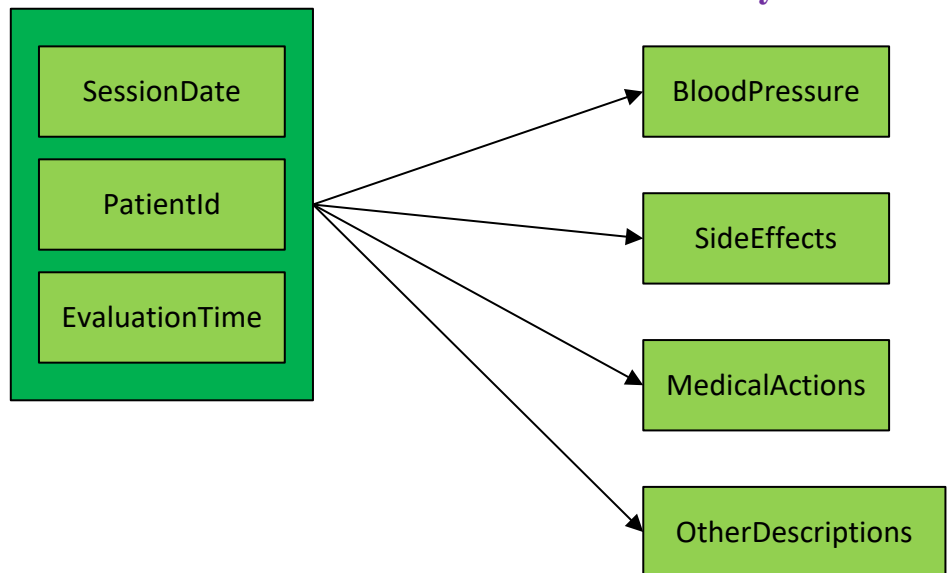 SessionDate
PatientId
EvaluationTime
BloodPressure
SideEffects
MedicalActions
OtherDescriptions